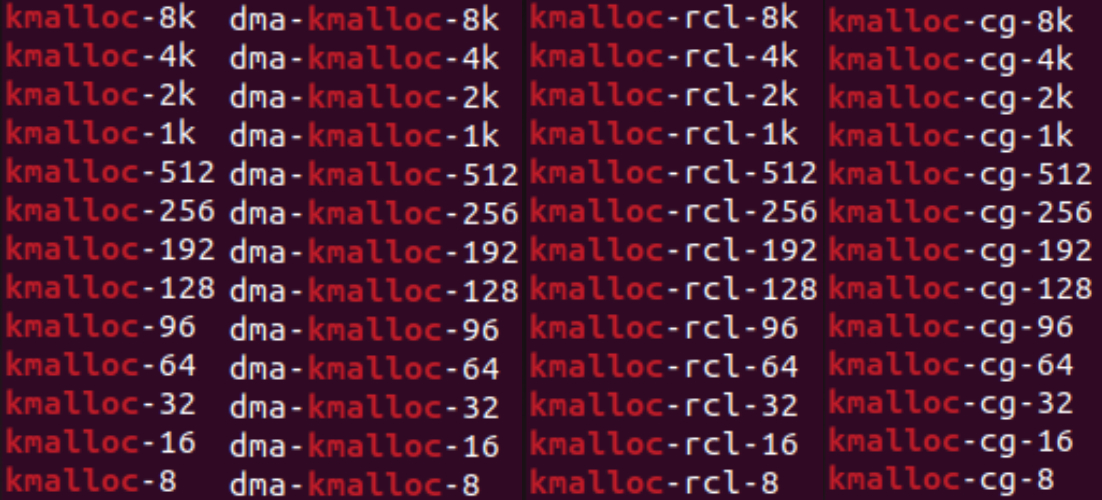 kmalloc-8k dma-kmalloc-8k kmalloc-rcl-8k kmalloc-cg-8k
kmalloc-4k dma-kmalloc-4k kmalloc-rcl-4k kmalloc-cg-4k
kmalloc-2k dma-kmalloc-2k kmalloc-rcl-2k kmalloc-cg-2k
kmalloc-1k dma-kmalloc-1k kmalloc-rcl-1k kmalloc-cg-1k
kmalloc-512 dma-kmalloc-512 kmalloc-rcl-512 kmalloc-cg-512
kmalloc-256 dma-kmalloc-256 kmalloc-rcl-256 kmalloc-cg-256
kmalloc-192 dma-kmalloc-192 kmalloc-rcl-192 kmalloc-cg-192
kmalloc-128 dma-kmalloc-128 kmalloc-rcl-128 kmalloc-cg-128
kmalloc-96 dma-kmalloc-96 kmalloc-rcl-96 kmalloc-cg-96
kmalloc-64 dma-kmalloc-64 kmalloc-rcl-64 kmalloc-cg-64
kmalloc-32 dma-kmalloc-32 kmalloc-rcl-32 kmalloc-cg-32
kmalloc-16 dma-kmalloc-16 kmalloc-rcl-16 kmalloc-cg-16
kmalloc-8 dma-kmalloc-8 kmalloc-rcl-8 kmalloc-cg-8